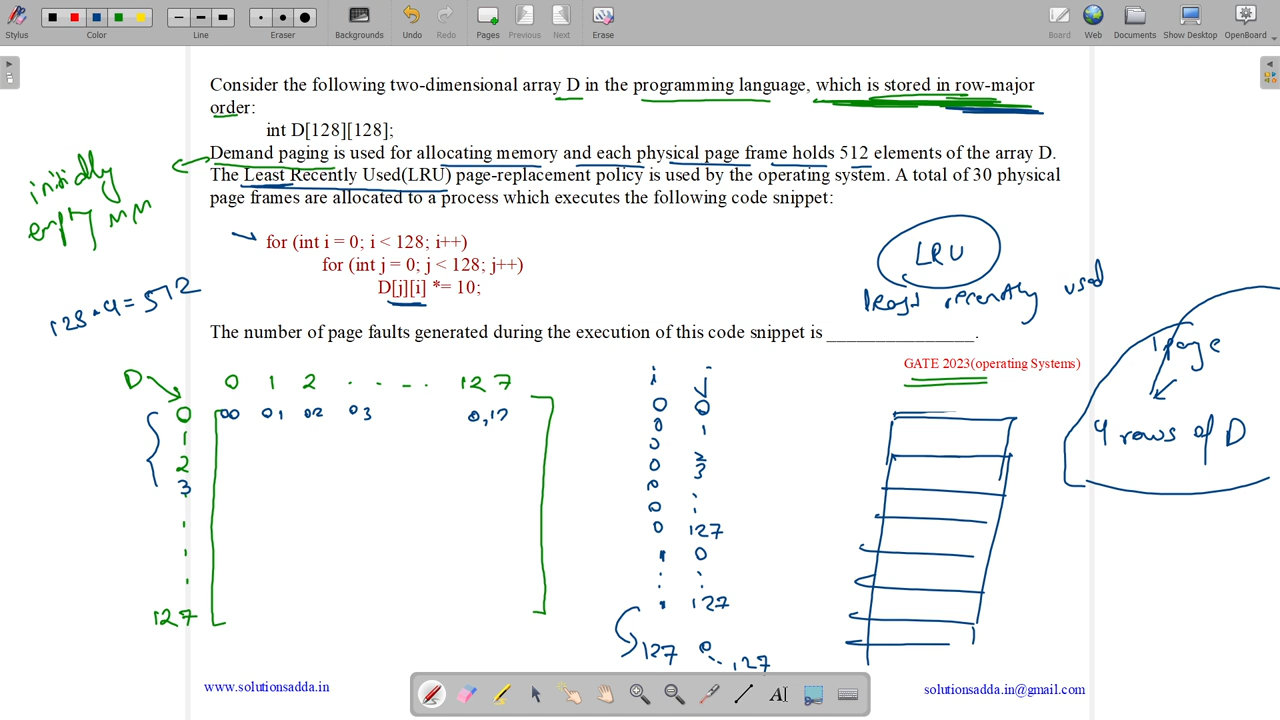 Stylus
Color
Line
Eraser
Backgrounds
Undo
Redo
Pages
Previous
Next
Erase
Board
Web
Documents
Show Desktop
OpenBoard
Consider the following two-dimensional array D in the programming language, which is stored in row-major
order:
int D[128][128];
Demand paging is used for allocating memory and each physical page frame holds 512 elements of the array D.
The Least Recently Used(LRU) page-replacement policy is used by the operating system. A total of 30 physical
page frames are allocated to a process which executes the following code snippet:
for (int i = 0; i < 128; i++)
for (int j = 0; j < 128; j++)
D[j][i] *= 10;
The number of page faults generated during the execution of this code snippet is _______________.
GATE 2023(operating Systems)
initially
empty MM
128*4=512
LRU
least recently used
1 page
4 rows of D
D
0 1 2 . . - . 127
0 00 01 02 03
1
2
3
.
.
.
127
i j
0 0
0 1
0 2
0 3
0 :
0 :
0 127
1 0
: :
1 127
127 0
.. 127
www.solutionsadda.in
solutionsadda.in@gmail.com